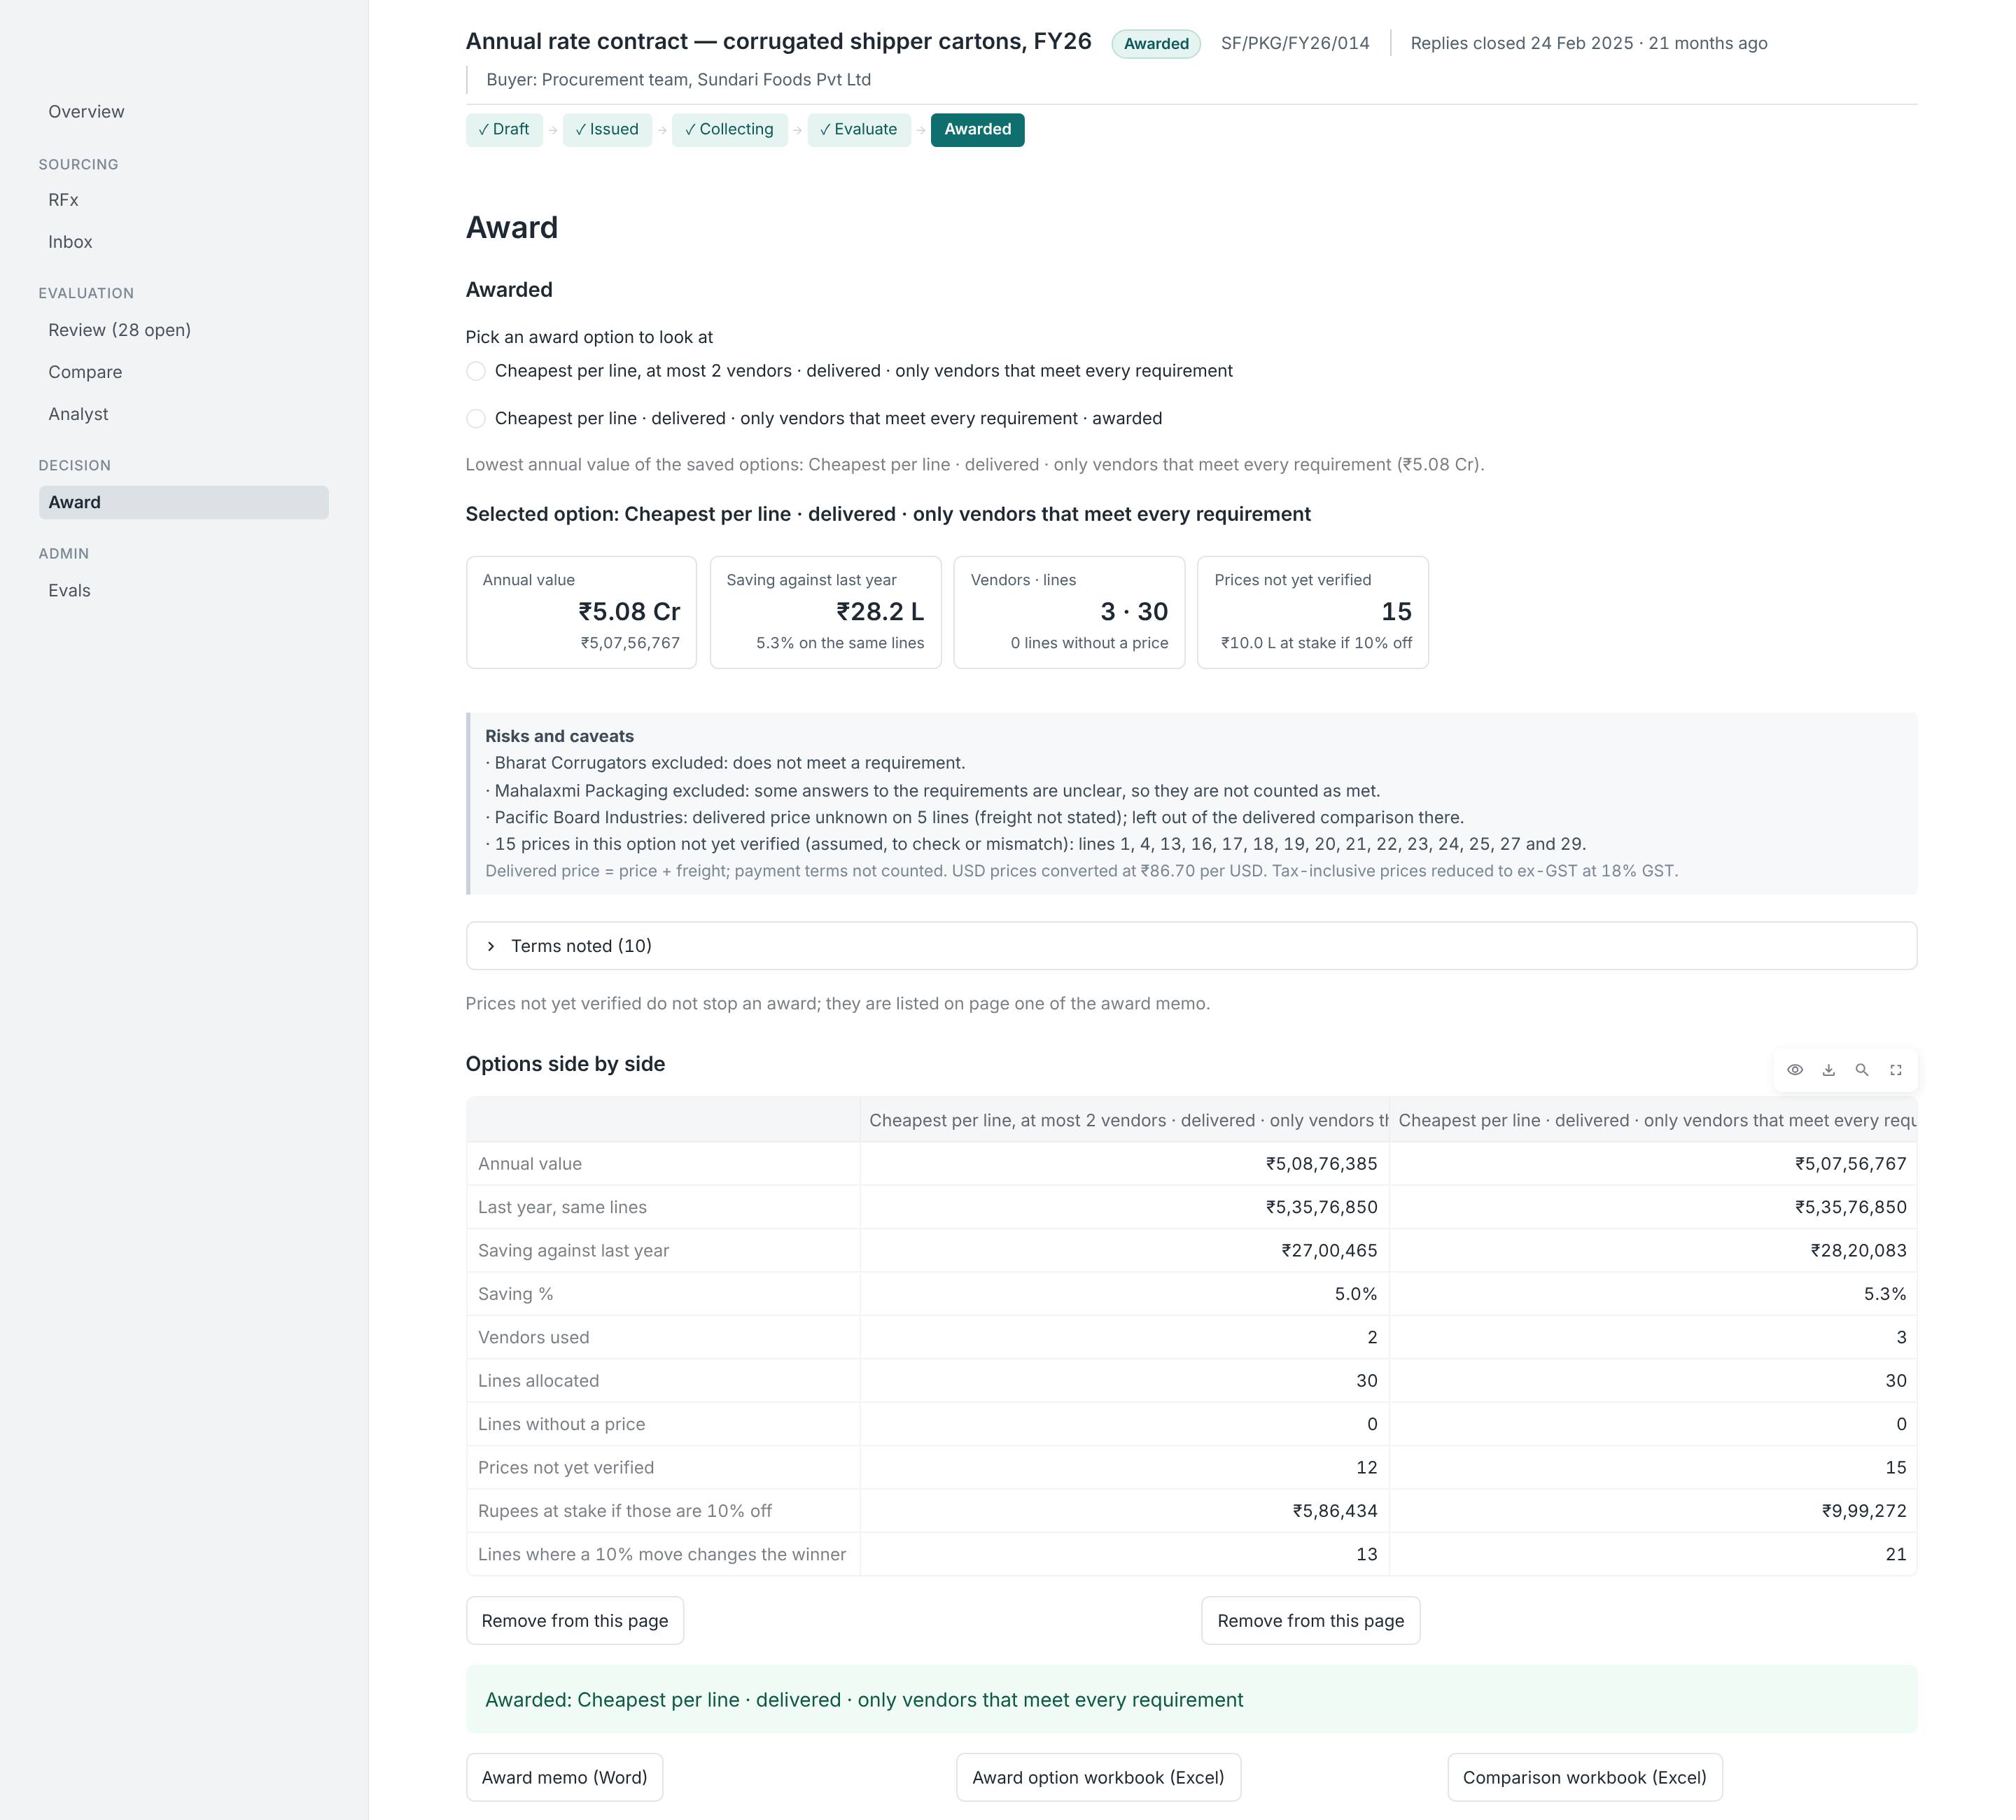 Annual rate contract — corrugated shipper cartons, FY26 Awarded SF/PKG/FY26/014 Replies closed 24 Feb 2025 · 21 months ago
Buyer: Procurement team, Sundari Foods Pvt Ltd
✓ Draft → ✓ Issued → ✓ Collecting → ✓ Evaluate → Awarded
Overview
SOURCING
RFx
Inbox
EVALUATION
Review (28 open)
Compare
Analyst
DECISION
Award
ADMIN
Evals
Award
Awarded
Pick an award option to look at
Cheapest per line, at most 2 vendors · delivered · only vendors that meet every requirement
Cheapest per line · delivered · only vendors that meet every requirement · awarded
Lowest annual value of the saved options: Cheapest per line · delivered · only vendors that meet every requirement (₹5.08 Cr).
Selected option: Cheapest per line · delivered · only vendors that meet every requirement
Annual value
₹5.08 Cr
₹5,07,56,767
Saving against last year
₹28.2 L
5.3% on the same lines
Vendors · lines
3 · 30
0 lines without a price
Prices not yet verified
15
₹10.0 L at stake if 10% off
Risks and caveats
· Bharat Corrugators excluded: does not meet a requirement.
· Mahalaxmi Packaging excluded: some answers to the requirements are unclear, so they are not counted as met.
· Pacific Board Industries: delivered price unknown on 5 lines (freight not stated); left out of the delivered comparison there.
· 15 prices in this option not yet verified (assumed, to check or mismatch): lines 1, 4, 13, 16, 17, 18, 19, 20, 21, 22, 23, 24, 25, 27 and 29.
Delivered price = price + freight; payment terms not counted. USD prices converted at ₹86.70 per USD. Tax-inclusive prices reduced to ex-GST at 18% GST.
Terms noted (10)
Prices not yet verified do not stop an award; they are listed on page one of the award memo.
Options side by side
Cheapest per line, at most 2 vendors · delivered · only vendors th Cheapest per line · delivered · only vendors that meet every requ
Annual value ₹5,08,76,385 ₹5,07,56,767
Last year, same lines ₹5,35,76,850 ₹5,35,76,850
Saving against last year ₹27,00,465 ₹28,20,083
Saving % 5.0% 5.3%
Vendors used 2 3
Lines allocated 30 30
Lines without a price 0 0
Prices not yet verified 12 15
Rupees at stake if those are 10% off ₹5,86,434 ₹9,99,272
Lines where a 10% move changes the winner 13 21
Remove from this page Remove from this page
Awarded: Cheapest per line · delivered · only vendors that meet every requirement
Award memo (Word) Award option workbook (Excel) Comparison workbook (Excel)